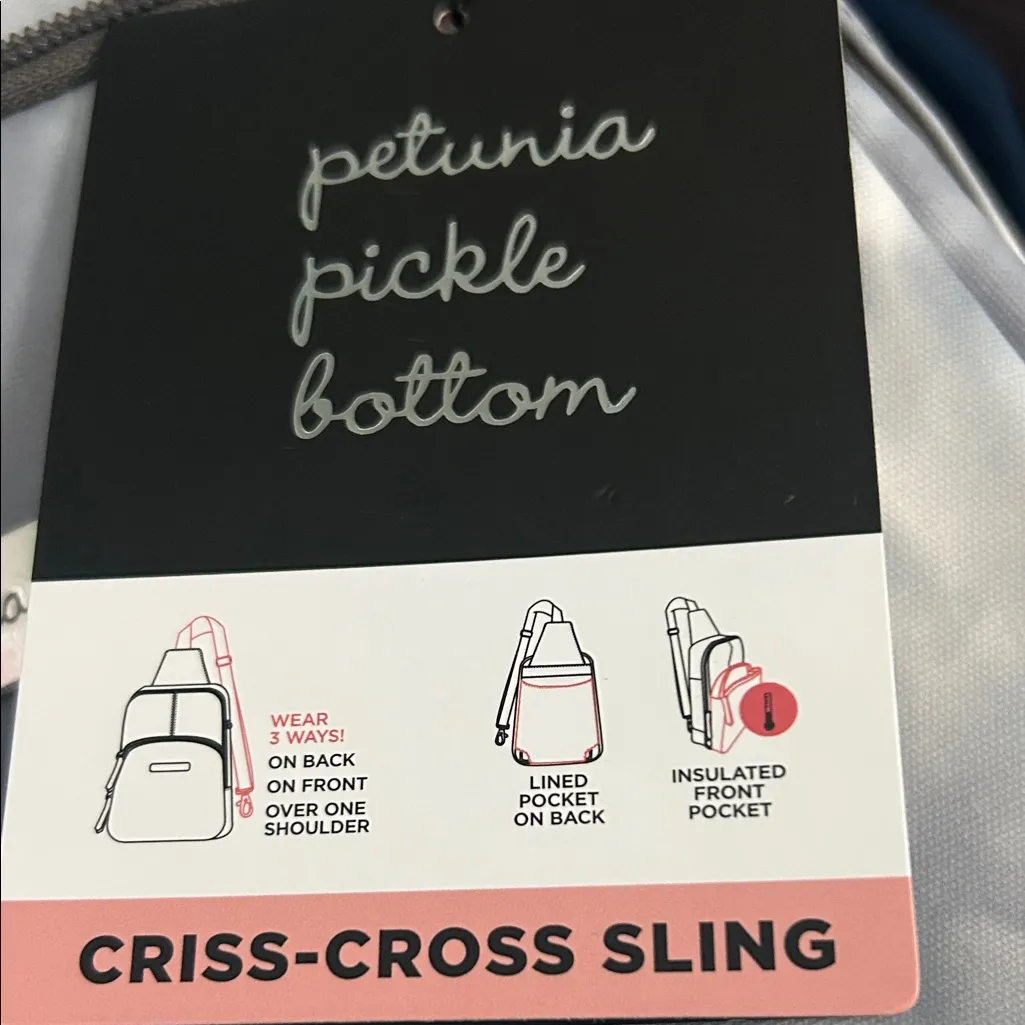 petunia
pickle
bottom
WEAR
3 WAYS!
ON BACK
ON FRONT
OVER ONE
SHOULDER
LINED
POCKET
ON BACK
INSULATED
FRONT
POCKET
CRISS-CROSS SLING